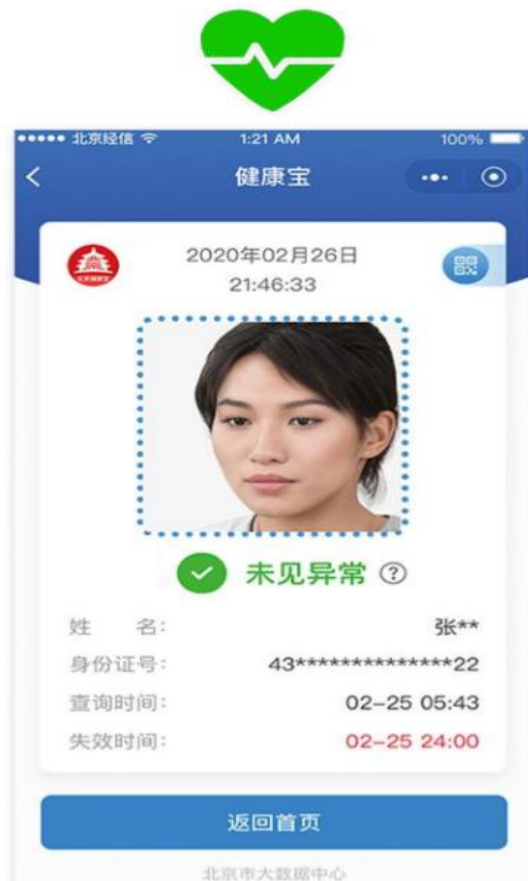 北京经信 1:21 AM 100%
健康宝
2020年02月26日
21:46:33
未见异常 ?
姓 名: 张**
身份证号: 43**************22
查询时间: 02-25 05:43
失效时间: 02-25 24:00
返回首页
北京市大数据中心